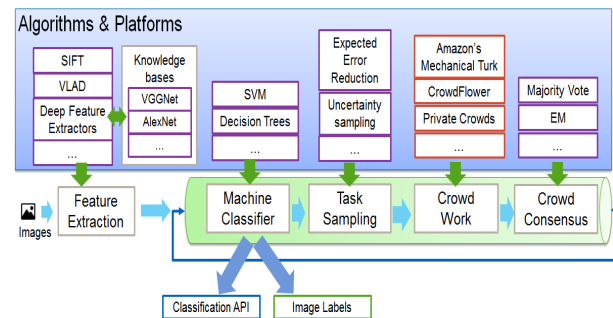 Algorithms & Platforms
SIFT
VLAD
Deep Feature
Extractors
...
Knowledge
bases
VGGNet
AlexNet
...
SVM
Decision Trees
...
Expected
Error
Reduction
Uncertainty
sampling
...
Amazon's
Mechanical Turk
CrowdFlower
Private Crowds
...
Majority Vote
EM
...
Images
Feature
Extraction
Machine
Classifier
Task
Sampling
Crowd
Work
Crowd
Consensus
Classification API
Image Labels